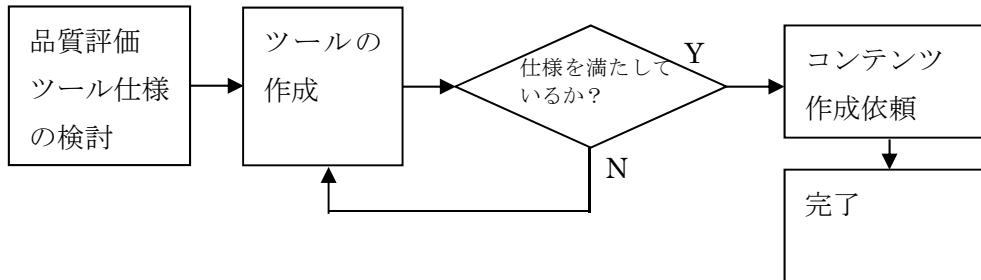 品質評価
ツール仕様
の検討
ツールの
作成
仕様を満たして
いるか？
Y
N
コンテンツ
作成依頼
完了